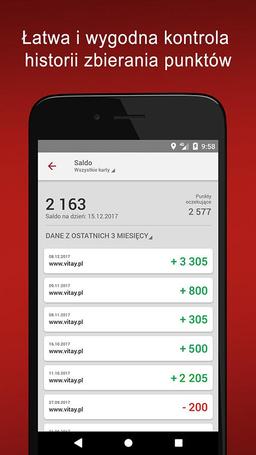 Łatwa i wygodna kontrola
historii zbierania punktów
9:58
Saldo
Wszystkie karty
2 163
Punkty
oczekujące
Saldo na dzień: 15.12.2017
2 577
DANE Z OSTATNICH 3 MIESIĘCY
08.12.2017
www.vitay.pl
+ 3 305
09.11.2017
www.vitay.pl
+ 800
08.11.2017
www.vitay.pl
+ 305
16.10.2017
www.vitay.pl
+ 500
11.10.2017
www.vitay.pl
+ 2 205
27.09.2017
www.vitay.pl
- 200